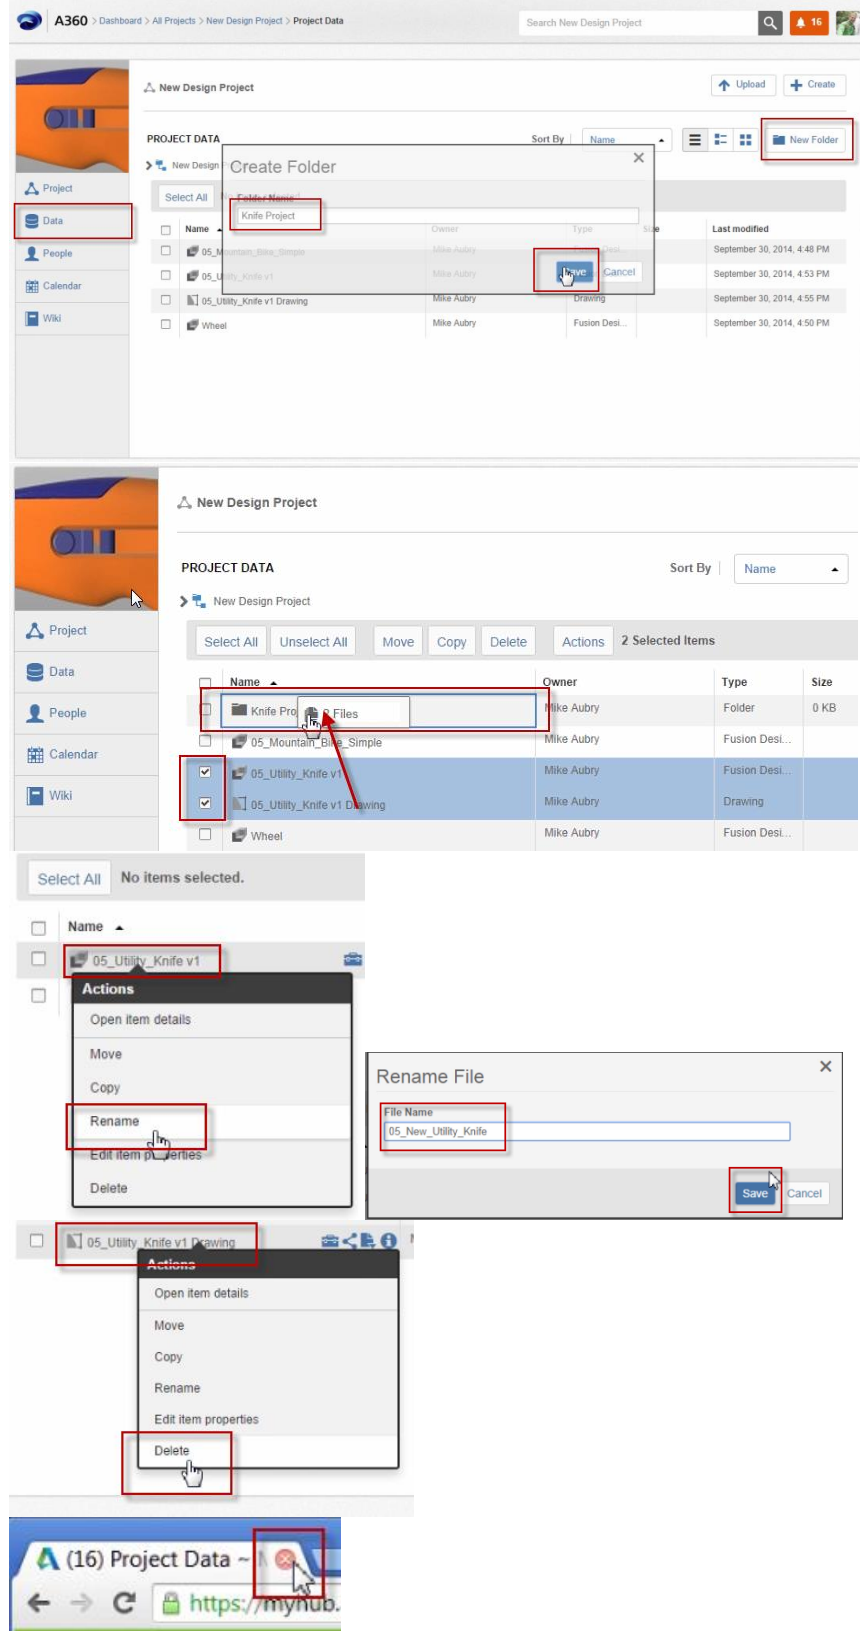 A360 > Dashboard > All Projects > New Design Project > Project Data
Search New Design Project
16
New Design Project
Upload
Create
PROJECT DATA
Sort By
Name
New Folder
New Design
Create Folder
Project
Data
People
Calendar
Wiki
Select All
Folder Name
Knife Project
Name
Owner
Type
Last modified
05_Mountain_Bike_Simple
Mike Aubry
September 30, 2014, 4:48 PM
05_Utility_Knife v1
Mike Aubry
Save
Cancel
September 30, 2014, 4:53 PM
05_Utility_Knife v1 Drawing
Mike Aubry
Drawing
September 30, 2014, 4:55 PM
Wheel
Mike Aubry
Fusion Desi...
September 30, 2014, 4:50 PM
New Design Project
PROJECT DATA
Sort By
Name
New Design Project
Project
Data
People
Calendar
Wiki
Select All
Unselect All
Move
Copy
Delete
Actions
2 Selected Items
Name
Owner
Type
Size
Knife Pro
2 Files
Mike Aubry
Folder
0 KB
05_Mountain_Bike_Simple
Mike Aubry
Fusion Desi...
05_Utility_Knife v1
Mike Aubry
Fusion Desi...
05_Utility_Knife v1 Drawing
Mike Aubry
Drawing
Wheel
Mike Aubry
Fusion Desi...
Select All
No items selected.
Name
05_Utility_Knife v1
Actions
Open item details
Move
Copy
Rename
Edit item properties
Delete
Rename File
File Name
05_New_Utility_Knife
Save
Cancel
05_Utility_Knife v1 Drawing
Actions
Open item details
Move
Copy
Rename
Edit item properties
Delete
(16) Project Data ~
https://myhub.